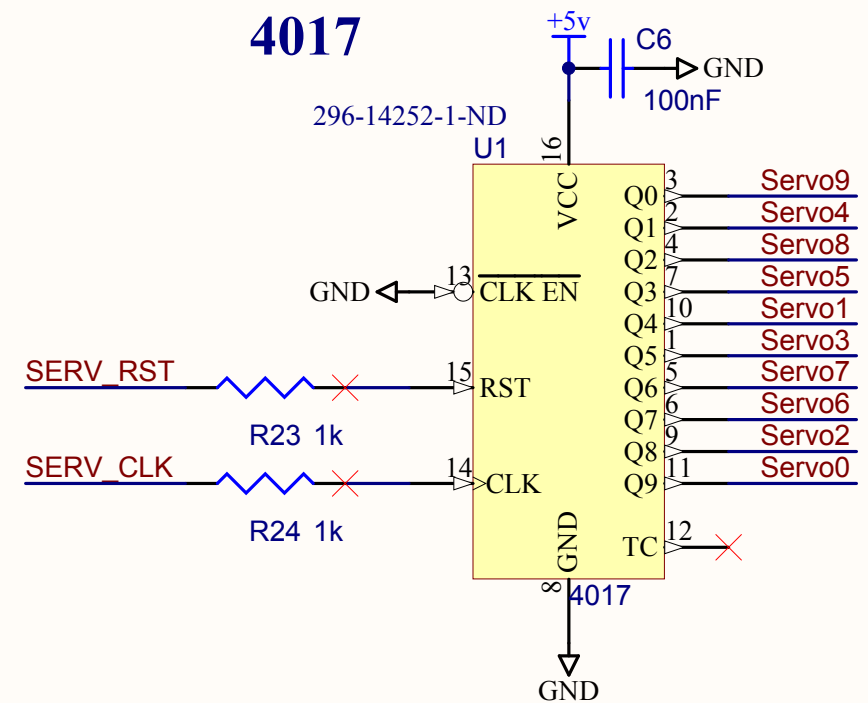 4017
+5v
C6
GND
100nF
296-14252-1-ND
U1
16
VCC
Q0 3 Servo9
Q1 2 Servo4
Q2 4 Servo8
GND 13 CLK EN Q3 7 Servo5
Q4 10 Servo1
Q5 1 Servo3
SERV_RST 15 RST Q6 5 Servo7
R23 1k Q7 6 Servo6
Q8 9 Servo2
SERV_CLK 14 CLK Q9 11 Servo0
R24 1k
TC 12
GND
8
4017
GND